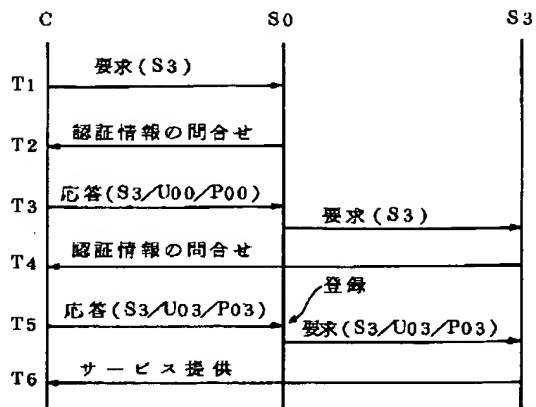 C S0 S3
T1 要求(S3)
T2 認証情報の問合せ
T3 応答(S3/U00/P00)
要求(S3)
T4 認証情報の問合せ
登録
T5 応答(S3/U03/P03)
要求(S3/U03/P03)
T6 サービス提供